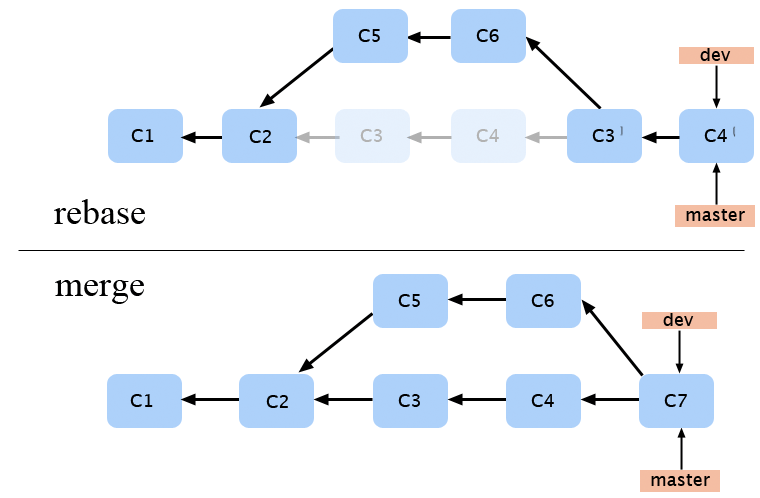 C5 C6
dev
C1 C2 C3 C4 C3' C4'
rebase
master
merge
C5 C6
dev
C1 C2 C3 C4 C7
master